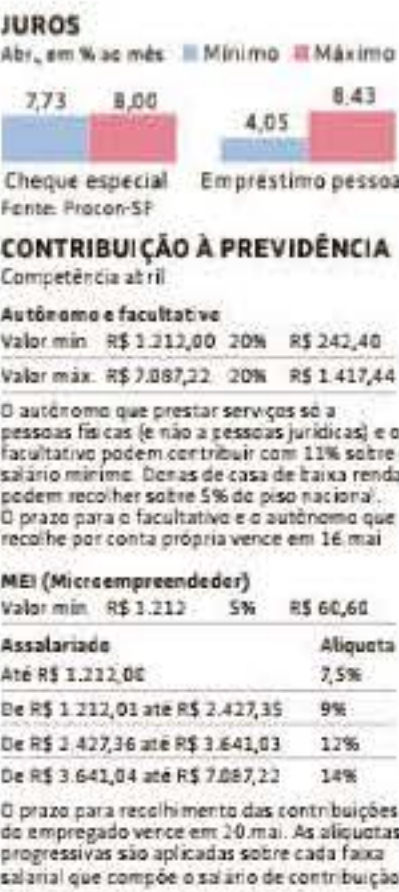 JUROS
Abr., em % ao mês Mínimo Máximo
7,73 8,00 4,05 8,43
Cheque especial Empréstimo pessoa
Fonte: Procon-SP
CONTRIBUIÇÃO À PREVIDÊNCIA
Competência abril
Autônomo e facultativo
Valor min. R$ 1.212,00 20% R$ 242,40
Valor máx. R$ 7.087,22 20% R$ 1.417,44
O autônomo que prestar serviços só a
pessoas físicas (e não a pessoas jurídicas) e o
facultativo podem contribuir com 11% sobre
salário mínimo. Donas de casa de baixa renda
podem recolher sobre 5% do piso nacional.
O prazo para o facultativo e o autônomo que
recolhe por conta própria vence em 16.mai
MEI (Microempreendedor)
Valor min. R$ 1.212 5% R$ 60,60
Assalariado Alíquota
Até R$ 1.212,00 7,5%
De R$ 1.212,01 até R$ 2.427,35 9%
De R$ 2.427,36 até R$ 3.641,03 12%
De R$ 3.641,04 até R$ 7.087,22 14%
O prazo para recolhimento das contribuições
do empregado vence em 20.mai. As alíquotas
progressivas são aplicadas sobre cada faixa
salarial que compõe o salário de contribuição